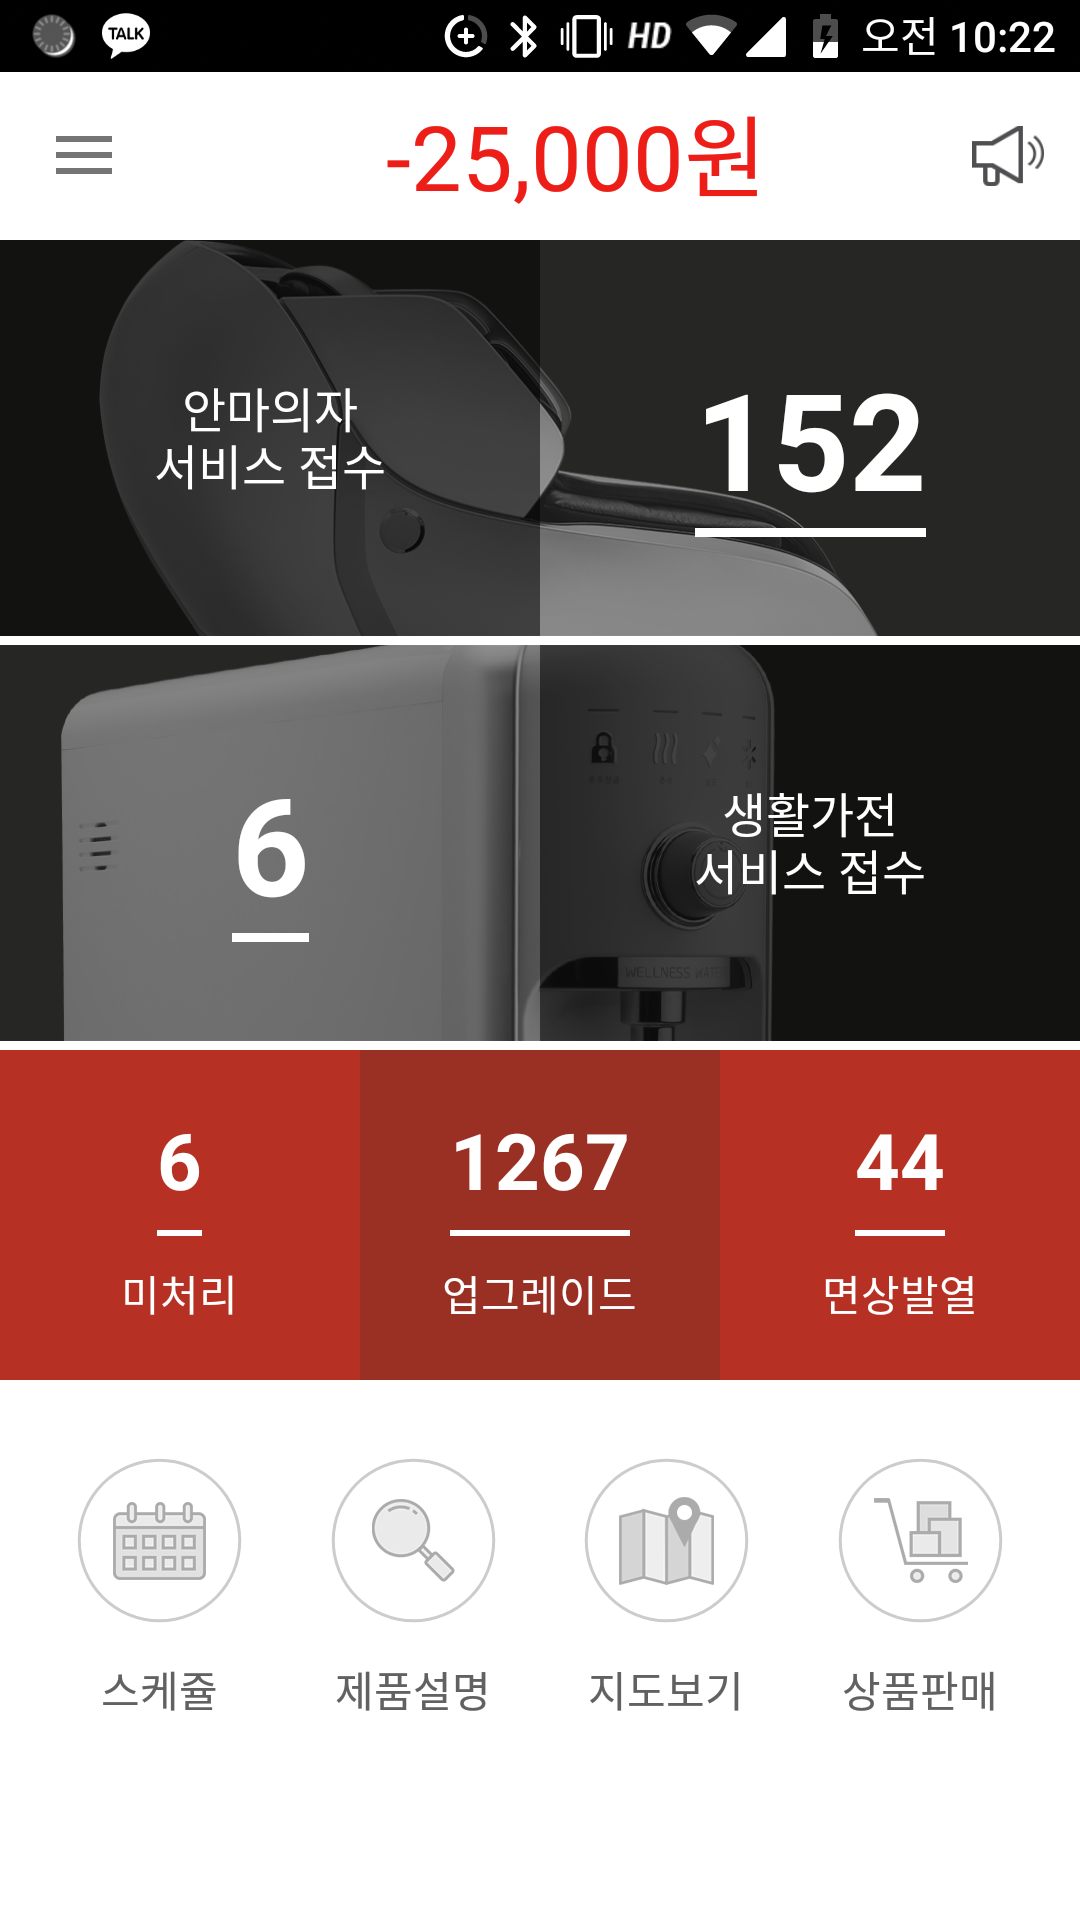 TALK
HD
오전 10:22
-25,000원
안마의자
서비스 접수
152
6
생활가전
서비스 접수
WELLNESS WATER
6
1267
44
미처리
업그레이드
면상발열
스케쥴
제품설명
지도보기
상품판매